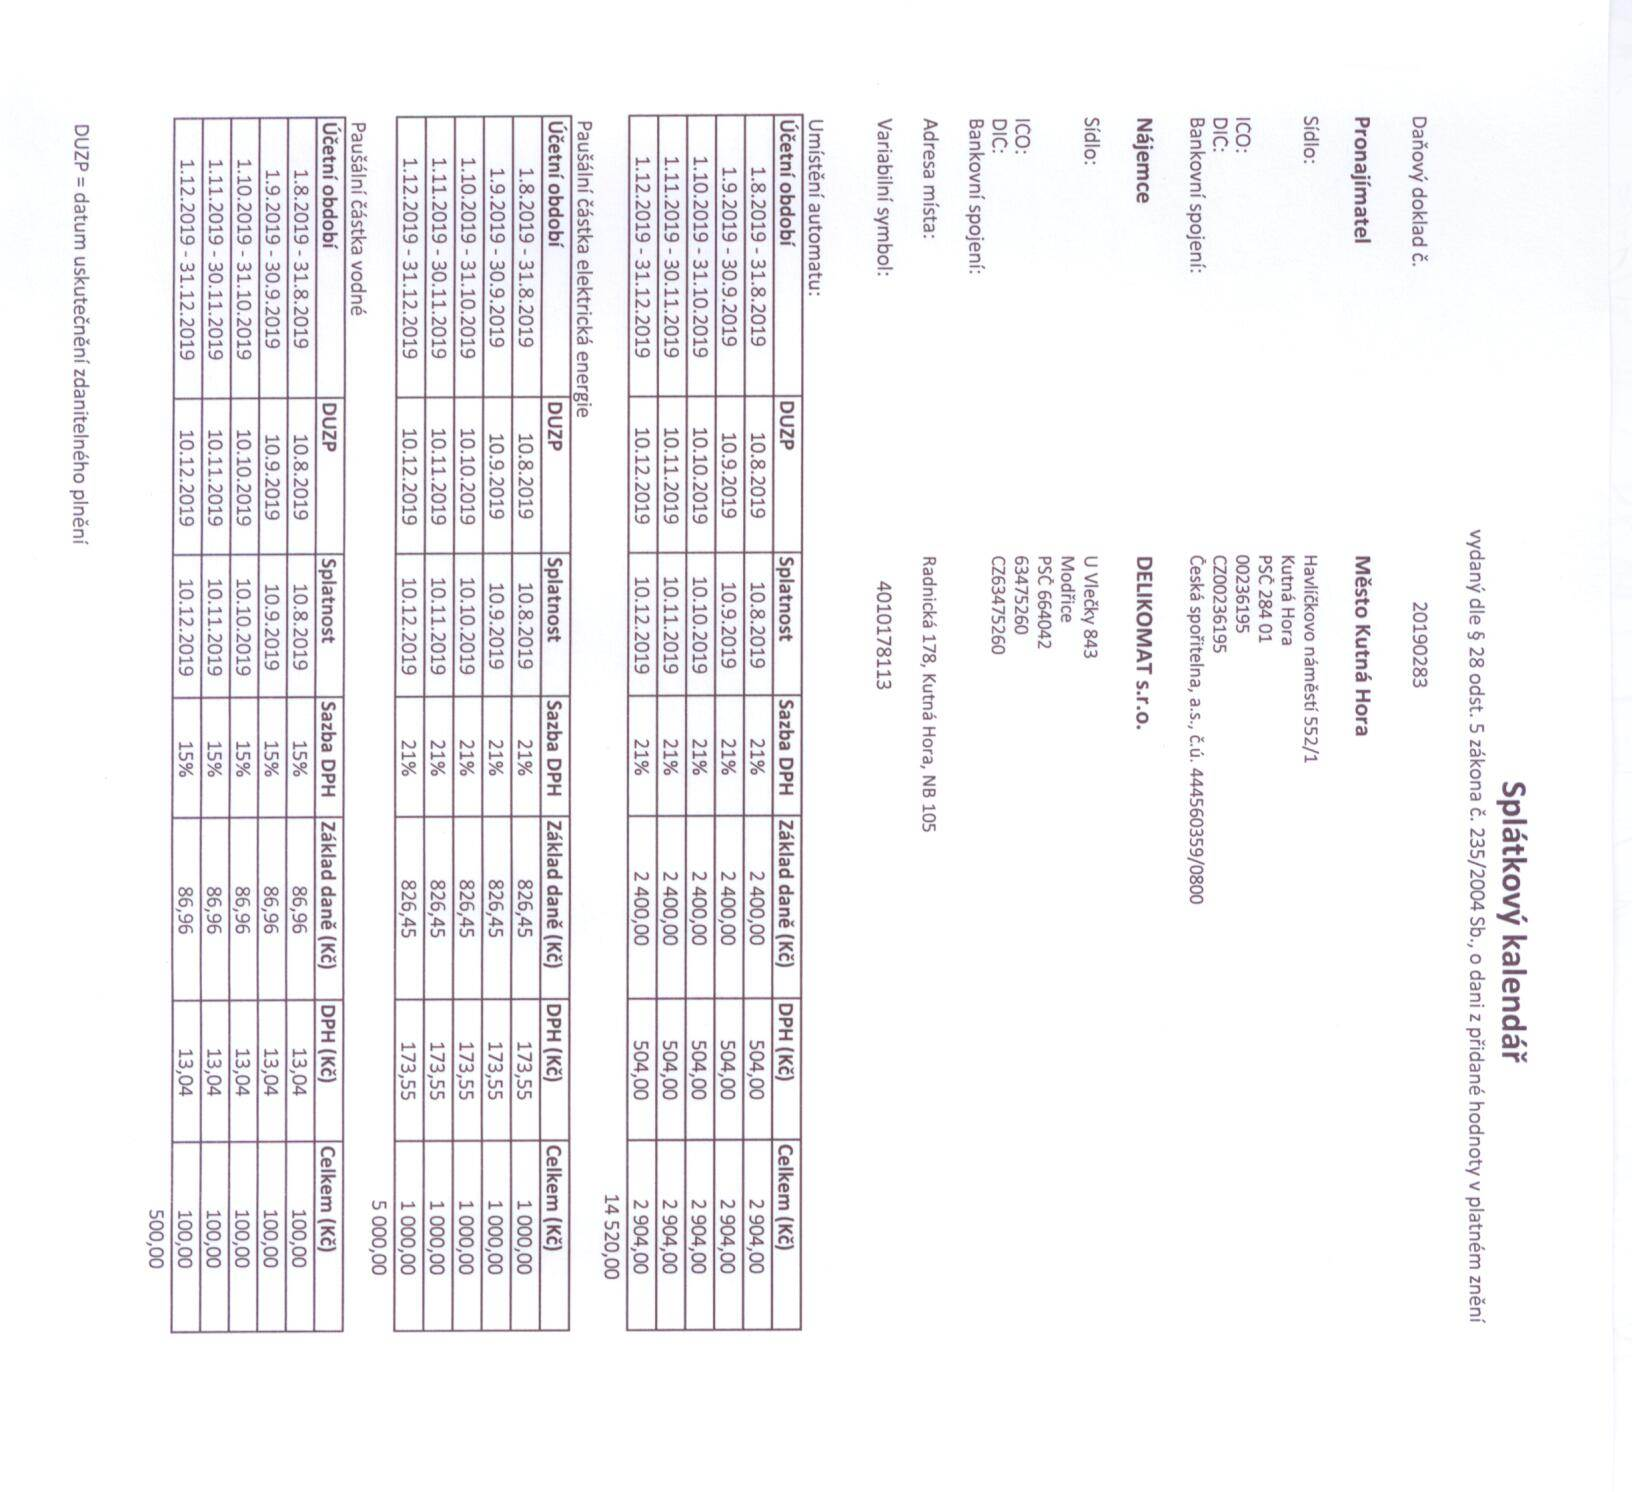 Splátkový kalendář
vydaný dle § 28 odst. 5 zákona č. 235/2004 Sb., o dani z přidané hodnoty v platném znění
Daňový doklad č. 20190283
Pronajímatel Město Kutná Hora
Sídlo: Havlíčkovo náměstí 552/1
Kutná Hora
PSČ 284 01
ICO: 00236195
DIC: CZ00236195
Bankovní spojení: Česká spořitelna, a.s., č.ú. 444560359/0800
Nájemce DELIKOMAT s.r.o.
Sídlo: U Vlečky 843
Modřice
PSČ 664042
ICO: 63475260
DIC: CZ63475260
Bankovní spojení:
Adresa místa: Radnická 178, Kutná Hora, NB 105
Variabilní symbol: 4010178113
Umístění automatu:
Účetní období DUZP Splatnost Sazba DPH Základ daně (Kč) DPH (Kč) Celkem (Kč)
1.8.2019 - 31.8.2019 10.8.2019 10.8.2019 21% 2 400,00 504,00 2 904,00
1.9.2019 - 30.9.2019 10.9.2019 10.9.2019 21% 2 400,00 504,00 2 904,00
1.10.2019 - 31.10.2019 10.10.2019 10.10.2019 21% 2 400,00 504,00 2 904,00
1.11.2019 - 30.11.2019 10.11.2019 10.11.2019 21% 2 400,00 504,00 2 904,00
1.12.2019 - 31.12.2019 10.12.2019 10.12.2019 21% 2 400,00 504,00 2 904,00
14 520,00
Paušální částka elektrická energie
Účetní období DUZP Splatnost Sazba DPH Základ daně (Kč) DPH (Kč) Celkem (Kč)
1.8.2019 - 31.8.2019 10.8.2019 10.8.2019 21% 826,45 173,55 1 000,00
1.9.2019 - 30.9.2019 10.9.2019 10.9.2019 21% 826,45 173,55 1 000,00
1.10.2019 - 31.10.2019 10.10.2019 10.10.2019 21% 826,45 173,55 1 000,00
1.11.2019 - 30.11.2019 10.11.2019 10.11.2019 21% 826,45 173,55 1 000,00
1.12.2019 - 31.12.2019 10.12.2019 10.12.2019 21% 826,45 173,55 1 000,00
5 000,00
Paušální částka vodné
Účetní období DUZP Splatnost Sazba DPH Základ daně (Kč) DPH (Kč) Celkem (Kč)
1.8.2019 - 31.8.2019 10.8.2019 10.8.2019 15% 86,96 13,04 100,00
1.9.2019 - 30.9.2019 10.9.2019 10.9.2019 15% 86,96 13,04 100,00
1.10.2019 - 31.10.2019 10.10.2019 10.10.2019 15% 86,96 13,04 100,00
1.11.2019 - 30.11.2019 10.11.2019 10.11.2019 15% 86,96 13,04 100,00
1.12.2019 - 31.12.2019 10.12.2019 10.12.2019 15% 86,96 13,04 100,00
500,00
DUZP = datum uskutečnění zdanitelného plnění